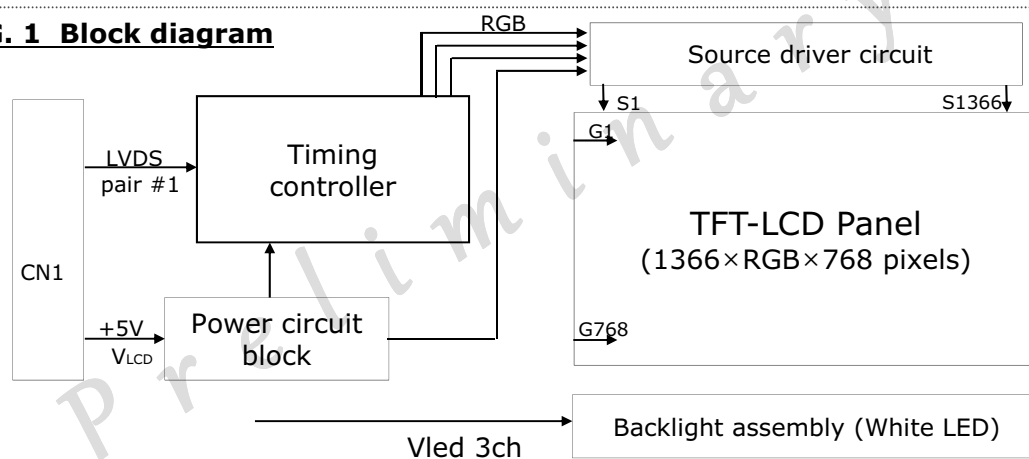 G. 1 Block diagram
RGB
Source driver circuit
S1
S1366
G1
LVDS
pair #1
Timing
controller
TFT-LCD Panel
(1366×RGB×768 pixels)
CN1
+5V
VLCD
Power circuit
block
G768
Backlight assembly (White LED)
Vled 3ch
Preliminary